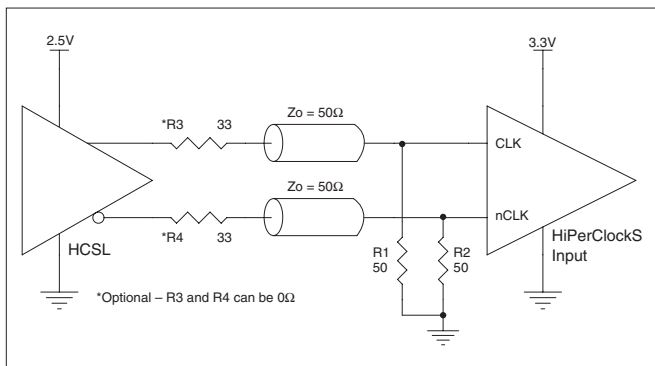 2.5V
3.3V
*R3 33
Zo = 50Ω
CLK
Zo = 50Ω
nCLK
*R4 33
HCSL
R1
50
R2
50
HiPerClockS
Input
*Optional – R3 and R4 can be 0Ω